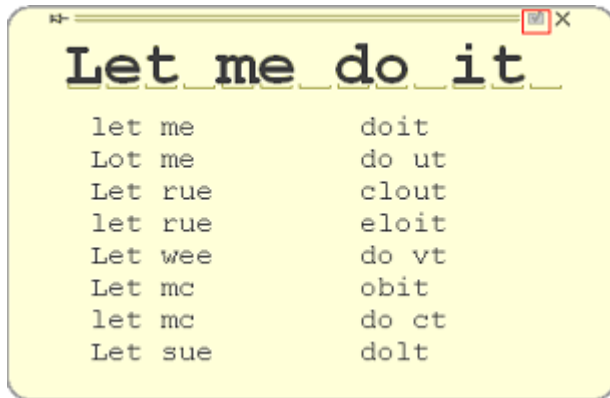 Let me do it
let me doit
Lot me do ut
Let rue clout
let rue eloit
Let wee do vt
Let mc obit
let mc do ct
Let sue dolt